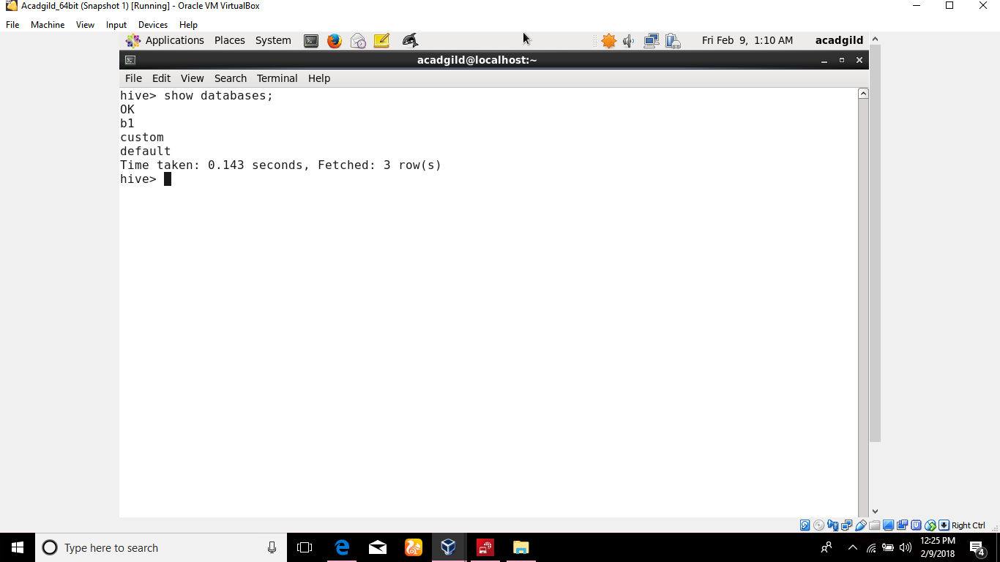 Acadgild_64bit (Snapshot 1) [Running] - Oracle VM VirtualBox
File Machine View Input Devices Help
Applications Places System Fri Feb 9, 1:10 AM acadgild
acadgild@localhost:~
File Edit View Search Terminal Help
hive> show databases;
OK
b1
custom
default
Time taken: 0.143 seconds, Fetched: 3 row(s)
hive>
Right Ctrl
Type here to search
12:25 PM
2/9/2018
4